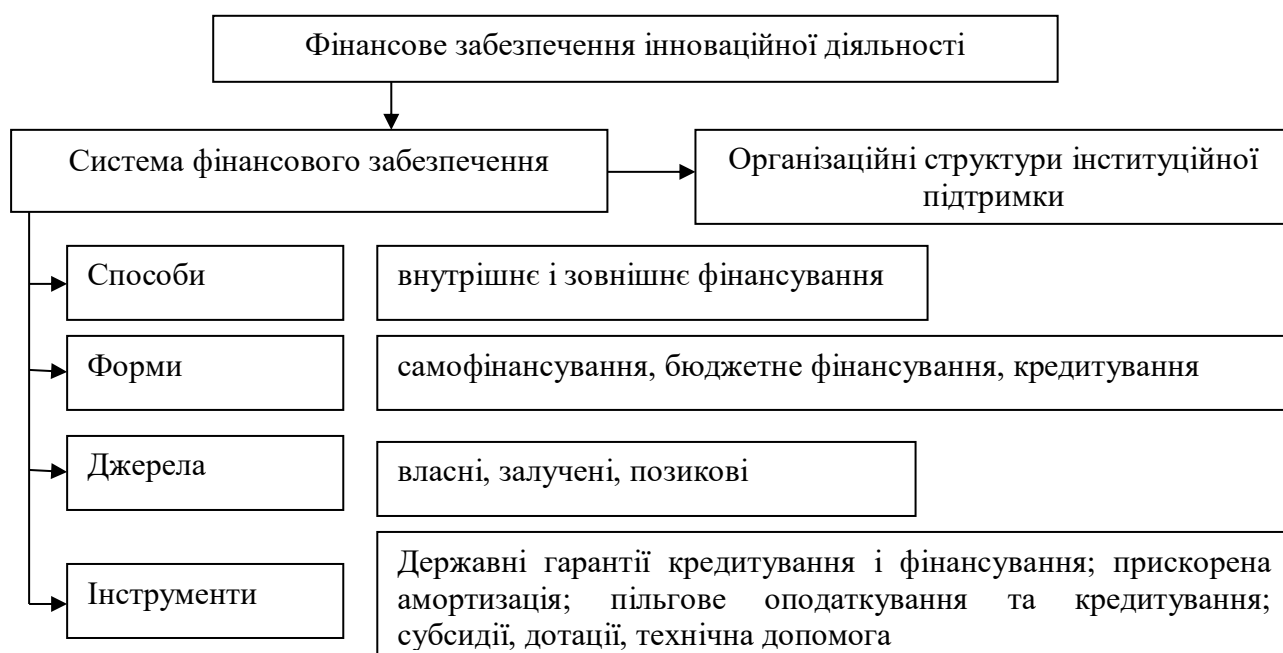 Фінансове забезпечення інноваційної діяльності
Система фінансового забезпечення
Організаційні структури інституційної
підтримки
Способи
внутрішнє і зовнішнє фінансування
Форми
самофінансування, бюджетне фінансування, кредитування
Джерела
власні, залучені, позикові
Інструменти
Державні гарантії кредитування і фінансування; прискорена
амортизація; пільгове оподаткування та кредитування;
субсидії, дотації, технічна допомога